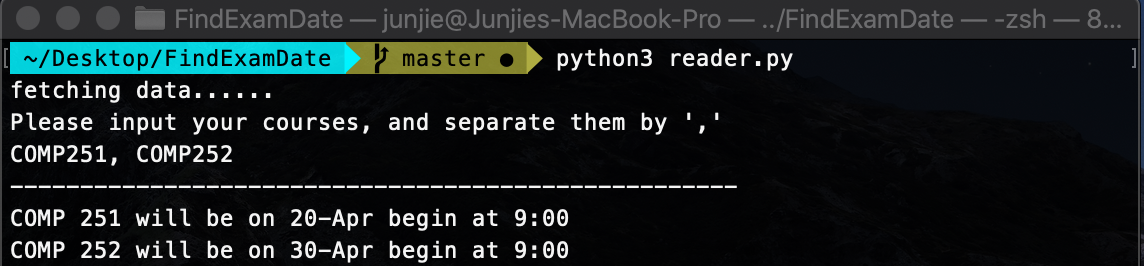 FindExamDate — junjie@Junjies-MacBook-Pro — ../FindExamDate — -zsh — 8...
~/Desktop/FindExamDate master ● python3 reader.py
fetching data......
Please input your courses, and separate them by ','
COMP251, COMP252
----------------------------------------------------
COMP 251 will be on 20-Apr begin at 9:00
COMP 252 will be on 30-Apr begin at 9:00